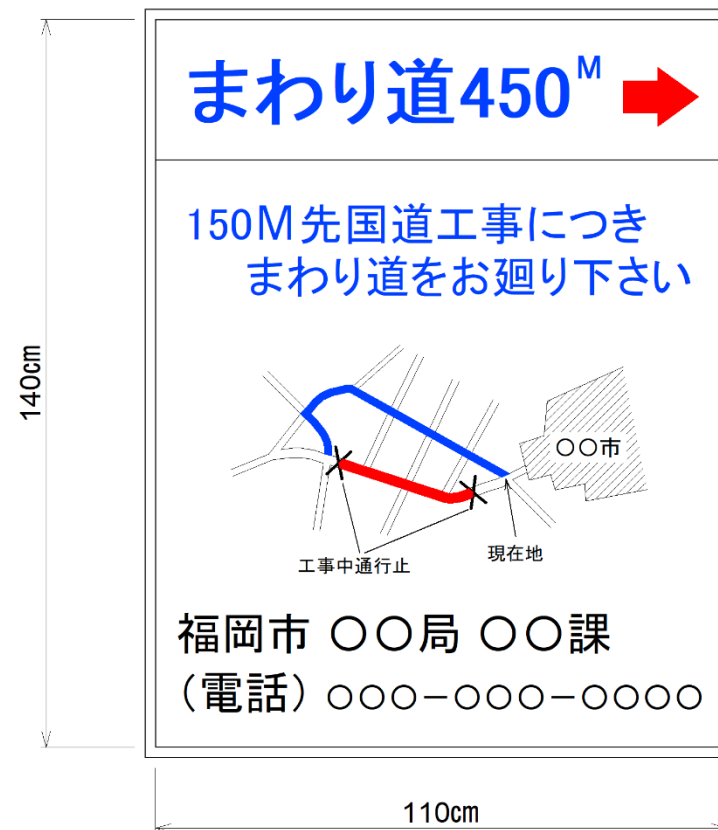 まわり道450M
150M先国道工事につき
まわり道をお廻り下さい
140cm
〇〇市
現在地
工事中通行止
福岡市 〇〇局 〇〇課
(電話) 〇〇〇-〇〇〇-〇〇〇〇
110cm